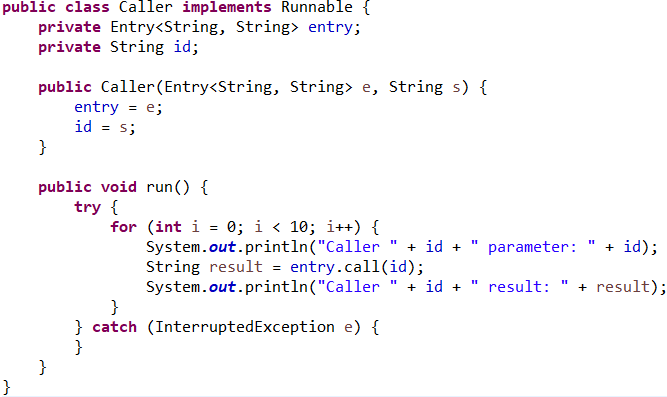 public class Caller implements Runnable {
    private Entry<String, String> entry;
    private String id;

    public Caller(Entry<String, String> e, String s) {
        entry = e;
        id = s;
    }

    public void run() {
        try {
            for (int i = 0; i < 10; i++) {
                System.out.println("Caller " + id + " parameter: " + id);
                String result = entry.call(id);
                System.out.println("Caller " + id + " result: " + result);
            }
        } catch (InterruptedException e) {
        }
    }
}